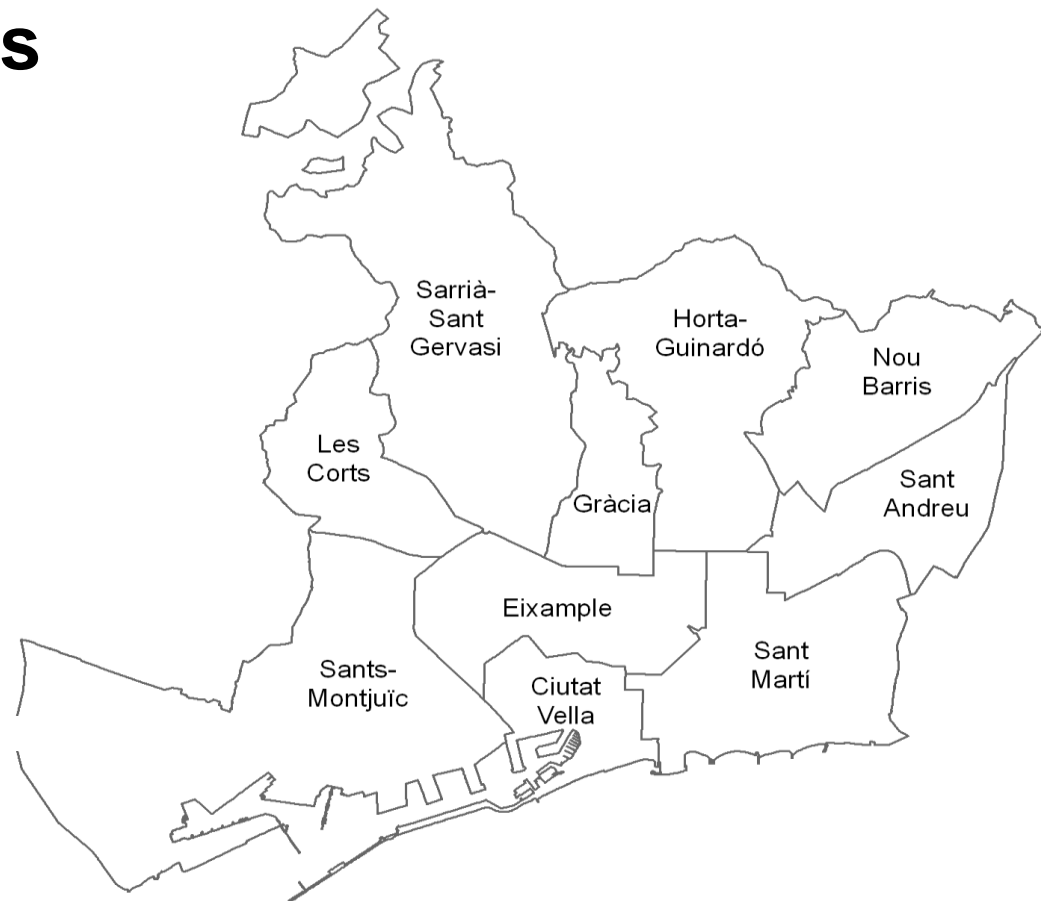 s
Sarrià-
Sant
Gervasi
Horta-
Guinardó
Nou
Barris
Les
Corts
Gràcia
Sant
Andreu
Eixample
Sants-
Montjuïc
Ciutat
Vella
Sant
Martí